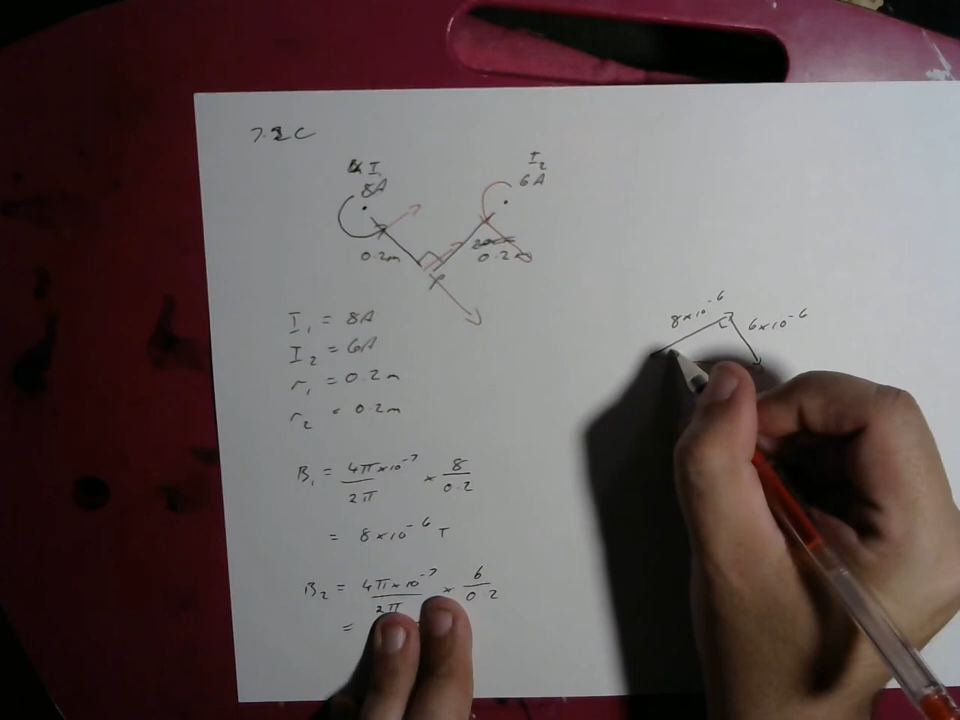 7.2C
I₁
8A
I₂
6A
0.2m
0.2m
I₁ = 8A
I₂ = 6A
r₁ = 0.2m
r₂ = 0.2m
8×10⁻⁶
6×10⁻⁶
B₁ = 4π×10⁻⁷/2π × 8/0.2
= 8×10⁻⁶ T
B₂ = 4π×10⁻⁷/2π × 6/0.2
=